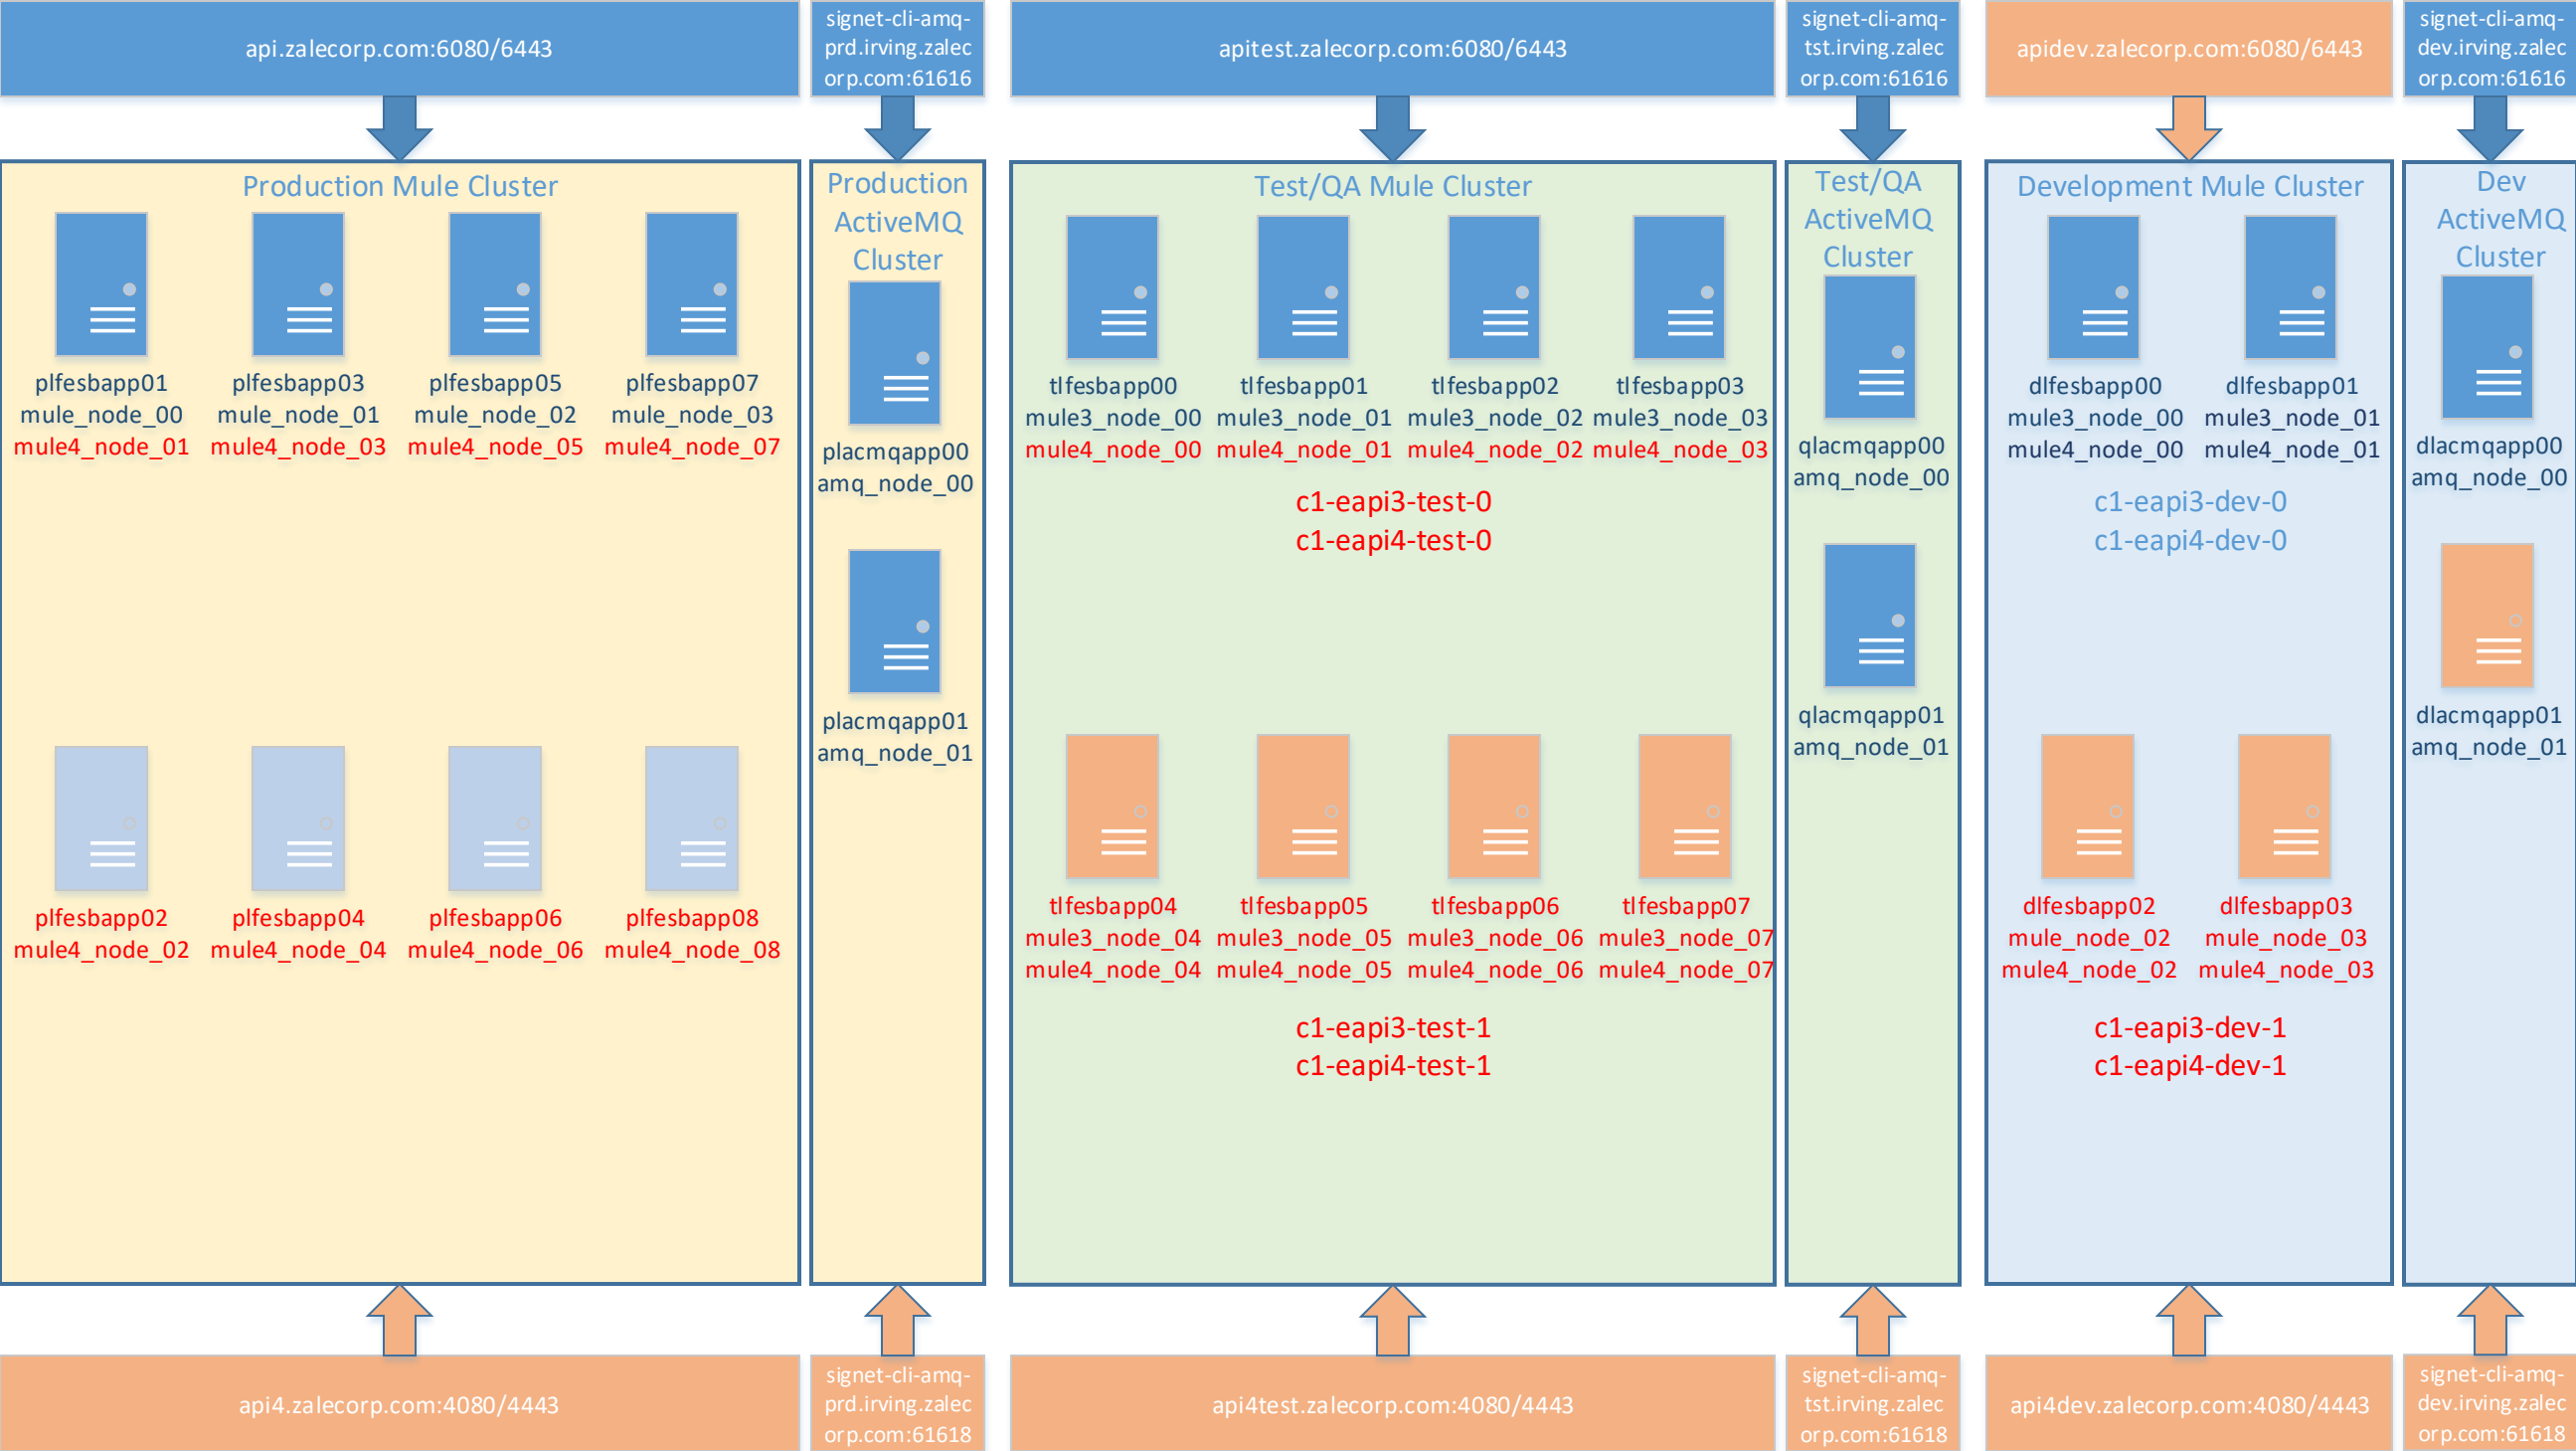 api.zalecorp.com:6080/6443
signet-cli-amq-
prd.irving.zalec
orp.com:61616
apitest.zalecorp.com:6080/6443
signet-cli-amq-
tst.irving.zalec
orp.com:61616
apidev.zalecorp.com:6080/6443
signet-cli-amq-
dev.irving.zalec
orp.com:61616
Production Mule Cluster
plfesbapp01
mule_node_00
mule4_node_01
plfesbapp03
mule_node_01
mule4_node_03
plfesbapp05
mule_node_02
mule4_node_05
plfesbapp07
mule_node_03
mule4_node_07
plfesbapp02
mule4_node_02
plfesbapp04
mule4_node_04
plfesbapp06
mule4_node_06
plfesbapp08
mule4_node_08
Production
ActiveMQ
Cluster
placmqapp00
amq_node_00
placmqapp01
amq_node_01
Test/QA Mule Cluster
tlfesbapp00
mule3_node_00
mule4_node_00
tlfesbapp01
mule3_node_01
mule4_node_01
tlfesbapp02
mule3_node_02
mule4_node_02
tlfesbapp03
mule3_node_03
mule4_node_03
c1-eapi3-test-0
c1-eapi4-test-0
tlfesbapp04
mule3_node_04
mule4_node_04
tlfesbapp05
mule3_node_05
mule4_node_05
tlfesbapp06
mule3_node_06
mule4_node_06
tlfesbapp07
mule3_node_07
mule4_node_07
c1-eapi3-test-1
c1-eapi4-test-1
Test/QA
ActiveMQ
Cluster
qlacmqapp00
amq_node_00
qlacmqapp01
amq_node_01
Development Mule Cluster
dlfesbapp00
mule3_node_00
mule4_node_00
dlfesbapp01
mule3_node_01
mule4_node_01
c1-eapi3-dev-0
c1-eapi4-dev-0
dlfesbapp02
mule_node_02
mule4_node_02
dlfesbapp03
mule_node_03
mule4_node_03
c1-eapi3-dev-1
c1-eapi4-dev-1
Dev
ActiveMQ
Cluster
dlacmqapp00
amq_node_00
dlacmqapp01
amq_node_01
api4.zalecorp.com:4080/4443
signet-cli-amq-
prd.irving.zalec
orp.com:61618
api4test.zalecorp.com:4080/4443
signet-cli-amq-
tst.irving.zalec
orp.com:61618
api4dev.zalecorp.com:4080/4443
signet-cli-amq-
dev.irving.zalec
orp.com:61618